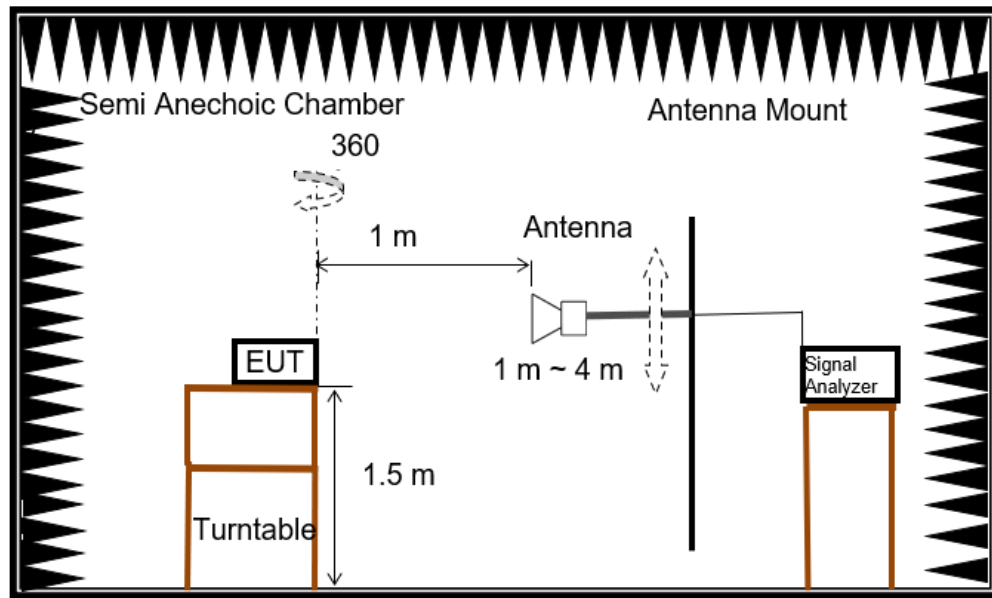 Semi Anechoic Chamber
Antenna Mount
360
1 m
Antenna
EUT
1 m ~ 4 m
Signal
Analyzer
1.5 m
Turntable